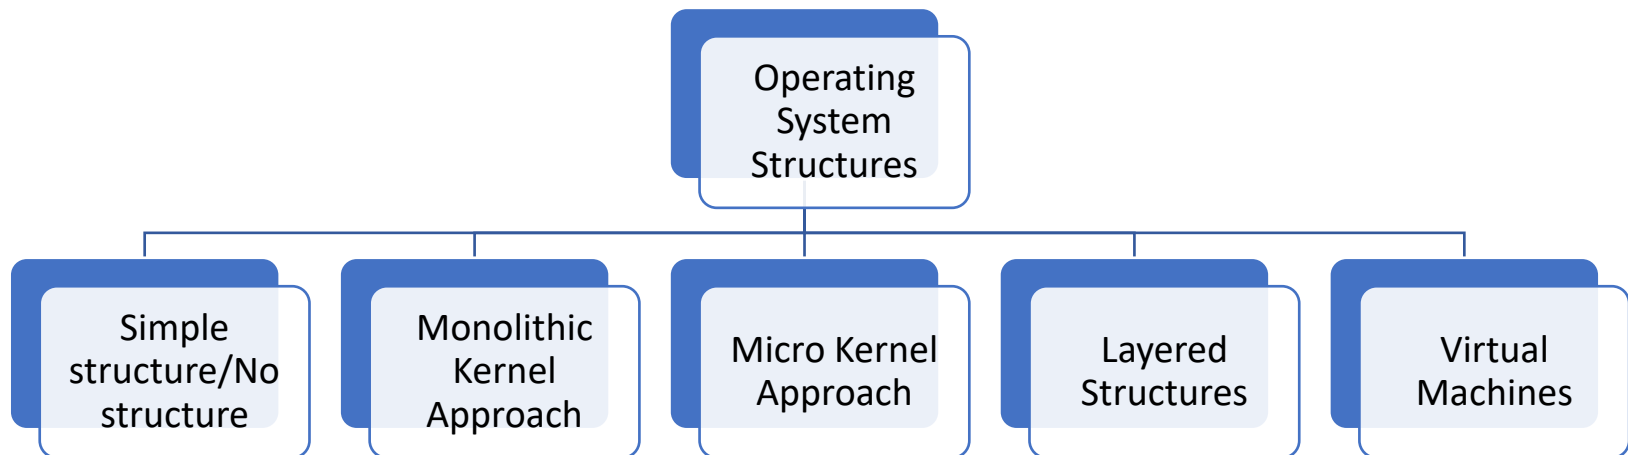 Operating
System
Structures
Simple
structure/No
structure
Monolithic
Kernel
Approach
Micro Kernel
Approach
Layered
Structures
Virtual
Machines